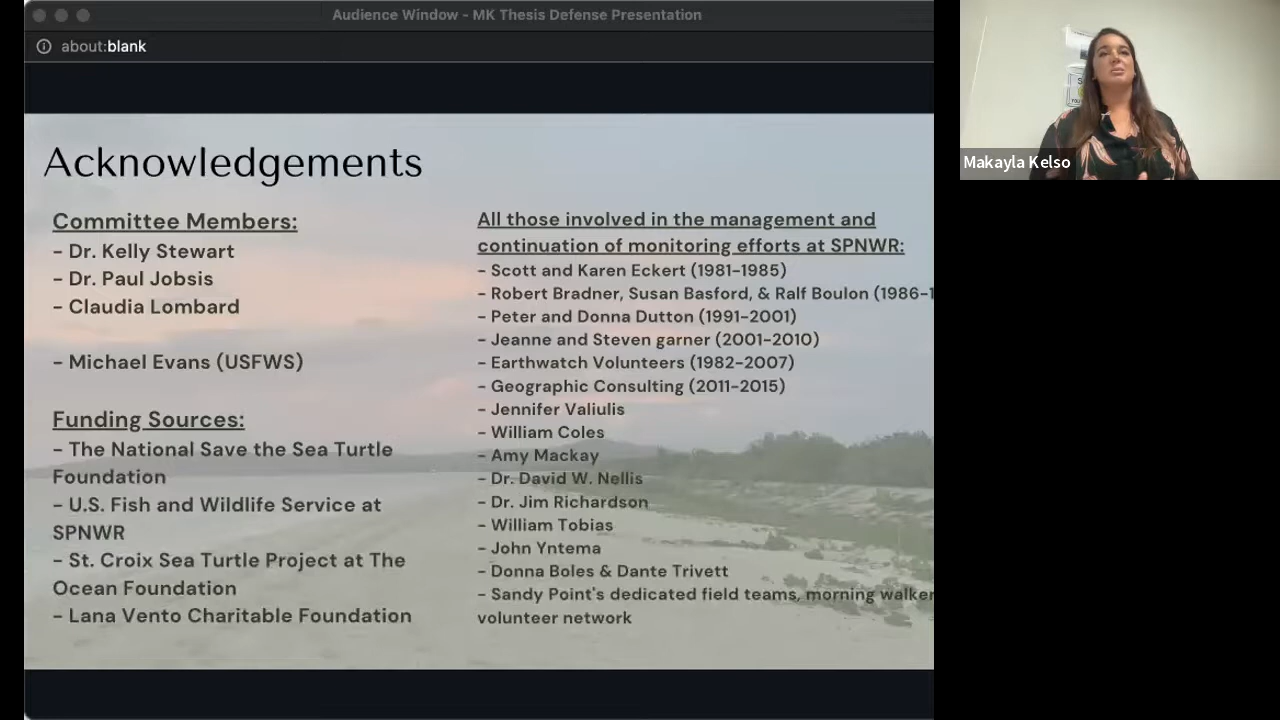 Audience Window - MK Thesis Defense Presentation
about:blank
Acknowledgements
Committee Members:
- Dr. Kelly Stewart
- Dr. Paul Jobsis
- Claudia Lombard
- Michael Evans (USFWS)
Funding Sources:
- The National Save the Sea Turtle
Foundation
- U.S. Fish and Wildlife Service at
SPNWR
- St. Croix Sea Turtle Project at The
Ocean Foundation
- Lana Vento Charitable Foundation
All those involved in the management and
continuation of monitoring efforts at SPNWR:
- Scott and Karen Eckert (1981-1985)
- Robert Bradner, Susan Basford, & Ralf Boulon (1986-1
- Peter and Donna Dutton (1991-2001)
- Jeanne and Steven garner (2001-2010)
- Earthwatch Volunteers (1982-2007)
- Geographic Consulting (2011-2015)
- Jennifer Valiulis
- William Coles
- Amy Mackay
- Dr. David W. Nellis
- Dr. Jim Richardson
- William Tobias
- John Yntema
- Donna Boles & Dante Trivett
- Sandy Point's dedicated field teams, morning walker
volunteer network
Makayla Kelso